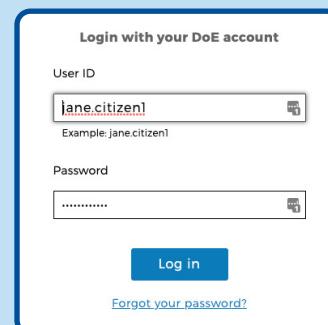 Login with your DoE account
User ID
jane.citizen1
Example: jane.citizen1
Password
............
Log in
Forgot your password?